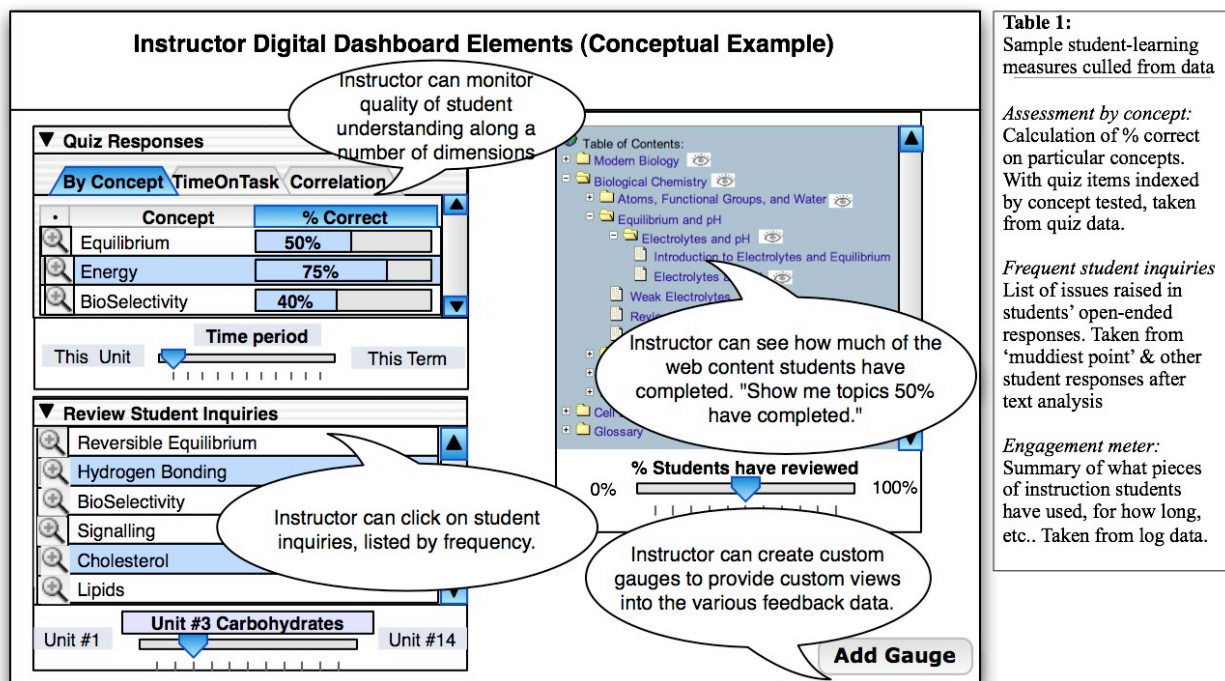 Instructor Digital Dashboard Elements (Conceptual Example)
Instructor can monitor
quality of student
understanding along a
number of dimensions
▼ Quiz Responses
By Concept TimeOnTask Correlation
Concept % Correct
Equilibrium 50%
Energy 75%
BioSelectivity 40%
Time period
This Unit This Term
▼ Review Student Inquiries
Reversible Equilibrium
Hydrogen Bonding
BioSelectivity
Signalling
Cholesterol
Lipids
Instructor can click on student
inquiries, listed by frequency.
Unit #3 Carbohydrates
Unit #1 Unit #14
Table of Contents:
Modern Biology
Biological Chemistry
Atoms, Functional Groups, and Water
Equilibrium and pH
Electrolytes and pH
Introduction to Electrolytes and Equilibrium
Electrolytes
Weak Electrolytes
Glossary
Instructor can see how much of the
web content students have
completed. "Show me topics 50%
have completed."
% Students have reviewed
0% 100%
Instructor can create custom
gauges to provide custom views
into the various feedback data.
Add Gauge
Table 1:
Sample student-learning
measures culled from data
Assessment by concept:
Calculation of % correct
on particular concepts.
With quiz items indexed
by concept tested, taken
from quiz data.
Frequent student inquiries
List of issues raised in
students’ open-ended
responses. Taken from
‘muddiest point’ & other
student responses after
text analysis
Engagement meter:
Summary of what pieces
of instruction students
have used, for how long,
etc.. Taken from log data.